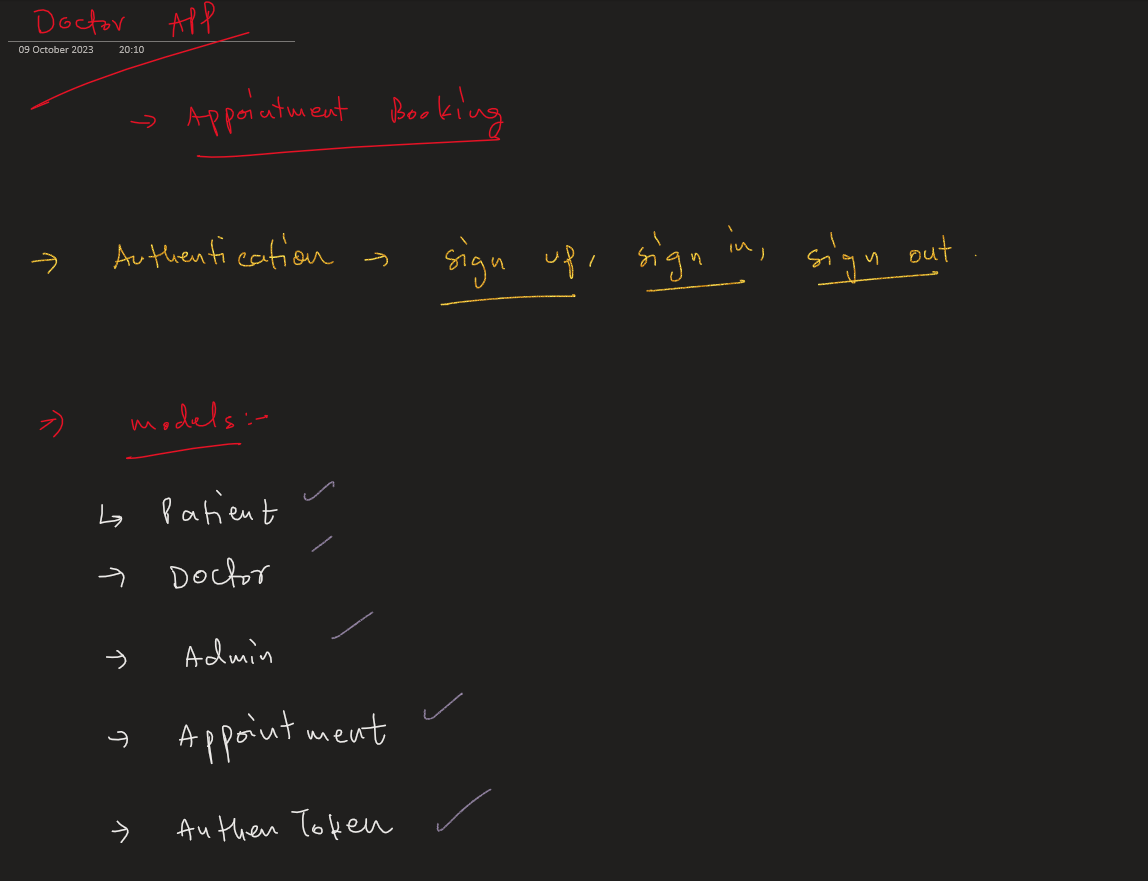 Doctor App
09 October 2023 20:10
→ Appointment Booking
→ Authentication → sign up, sign in, sign out.
⇒ models:-
↳ Patient ✓
→ Doctor
→ Admin
→ Appointment ✓
→ Authen Token ✓